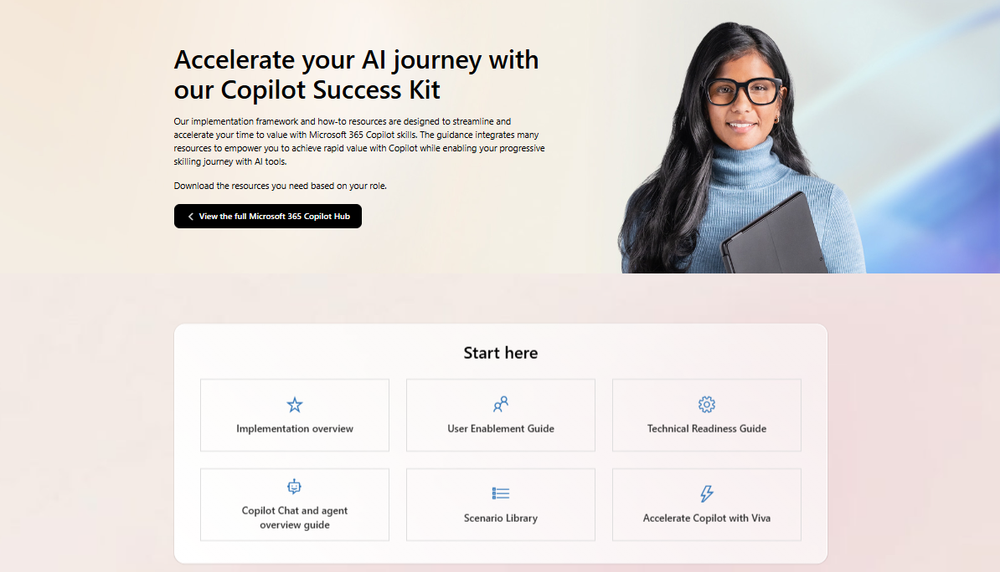 Accelerate your AI journey with
our Copilot Success Kit
Our implementation framework and how-to resources are designed to streamline and
accelerate your time to value with Microsoft 365 Copilot skills. The guidance integrates many
resources to empower you to achieve rapid value with Copilot while enabling your progressive
skilling journey with AI tools.
Download the resources you need based on your role.
View the full Microsoft 365 Copilot Hub
Start here
Implementation overview
User Enablement Guide
Technical Readiness Guide
Copilot Chat and agent
overview guide
Scenario Library
Accelerate Copilot with Viva